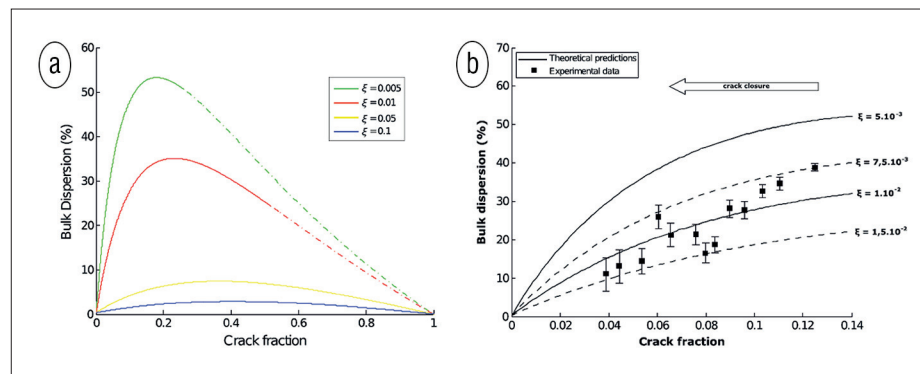 a
Bulk Dispersion (%)
60
50
40
30
20
10
0
0
0.2
0.4
0.6
0.8
1
Crack fraction
ξ =0.005
ξ =0.01
ξ =0.05
ξ =0.1
b
Bulk dispersion (%)
70
60
50
40
30
20
10
0
0
0.02
0.04
0.06
0.08
0.1
0.12
0.14
Crack fraction
Theoretical predictions
Experimental data
crack closure
ξ = 5.10⁻³
ξ = 7,5.10⁻³
ξ = 1.10⁻²
ξ = 1,5.10⁻²